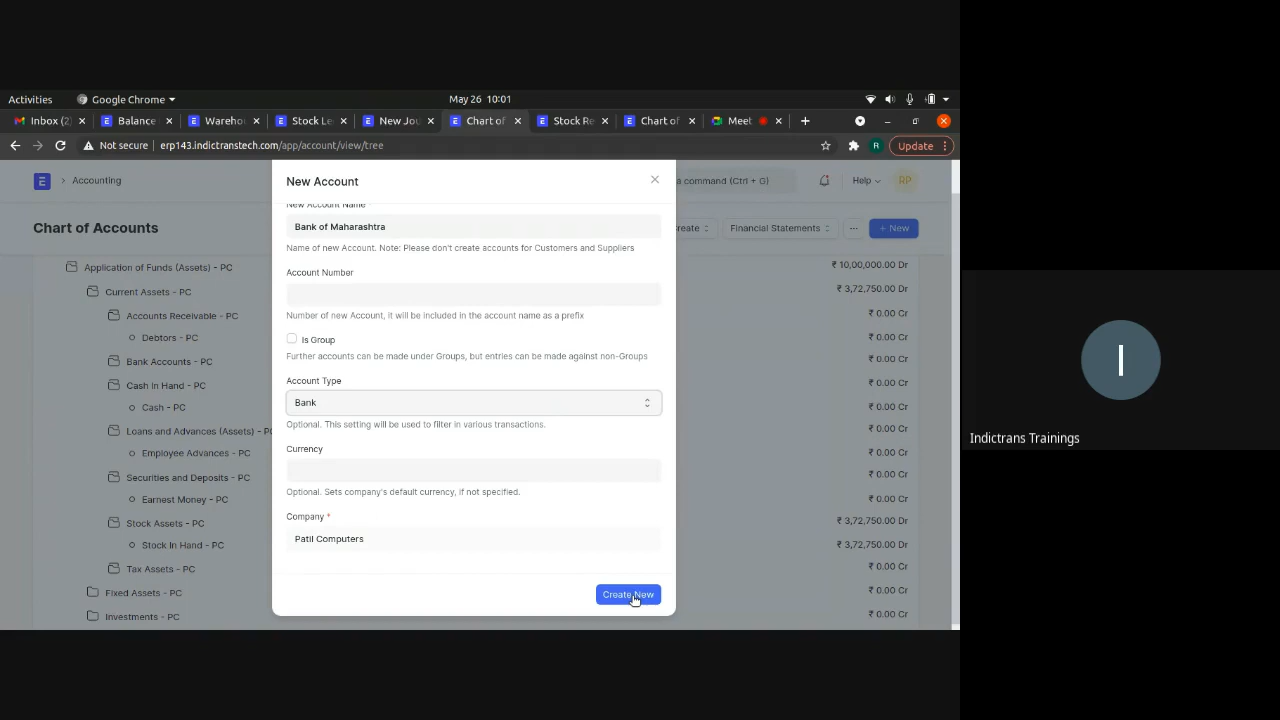 Activities
Google Chrome
May 26 10:01
Inbox (2)
Balance
Wareho
Stock Le
New Jou
Chart of
Stock Re
Chart of
Meet
Not secure
erp143.indictranstech.com/app/account/view/tree
R
Update
E
Accounting
a command (Ctrl + G)
Help
RP
Chart of Accounts
reate
Financial Statements
...
+ New
New Account
New Account Name
Bank of Maharashtra
Name of new Account. Note: Please don't create accounts for Customers and Suppliers
Account Number
Number of new Account, it will be included in the account name as a prefix
Is Group
Further accounts can be made under Groups, but entries can be made against non-Groups
Account Type
Bank
Optional. This setting will be used to filter in various transactions.
Currency
Optional. Sets company's default currency, if not specified.
Company *
Patil Computers
Create New
Application of Funds (Assets) - PC
₹ 10,00,000.00 Dr
Current Assets - PC
₹ 3,72,750.00 Dr
Accounts Receivable - PC
₹ 0.00 Cr
Debtors - PC
₹ 0.00 Cr
Bank Accounts - PC
₹ 0.00 Cr
Cash In Hand - PC
₹ 0.00 Cr
Cash - PC
₹ 0.00 Cr
Loans and Advances (Assets) - PC
₹ 0.00 Cr
Employee Advances - PC
₹ 0.00 Cr
Securities and Deposits - PC
₹ 0.00 Cr
Earnest Money - PC
₹ 0.00 Cr
Stock Assets - PC
₹ 3,72,750.00 Dr
Stock In Hand - PC
₹ 3,72,750.00 Dr
Tax Assets - PC
₹ 0.00 Cr
Fixed Assets - PC
₹ 0.00 Cr
Investments - PC
₹ 0.00 Cr
I
Indictrans Trainings